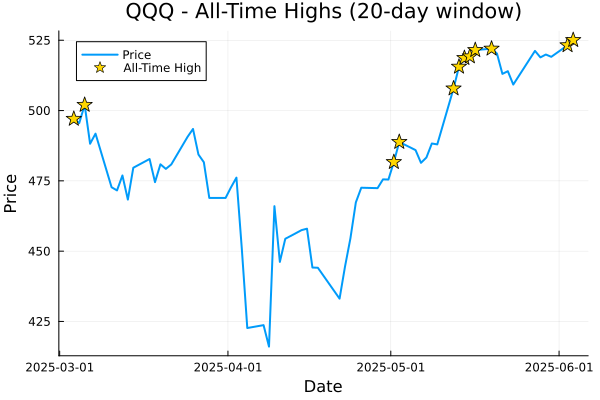 QQQ - All-Time Highs (20-day window)
Price
All-Time High
525
500
475
450
425
Price
2025-03-01
2025-04-01
2025-05-01
2025-06-01
Date